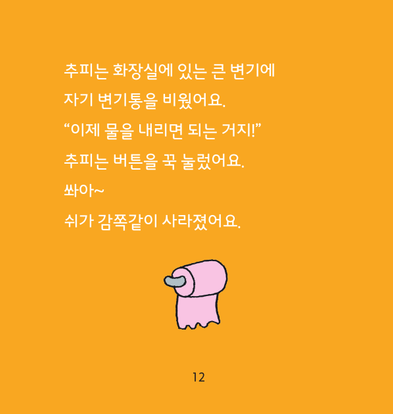 추피는 화장실에 있는 큰 변기에
자기 변기통을 비웠어요.
“이제 물을 내리면 되는 거지!”
추피는 버튼을 꾹 눌렀어요.
쏴아~
쉬가 감쪽같이 사라졌어요.
12